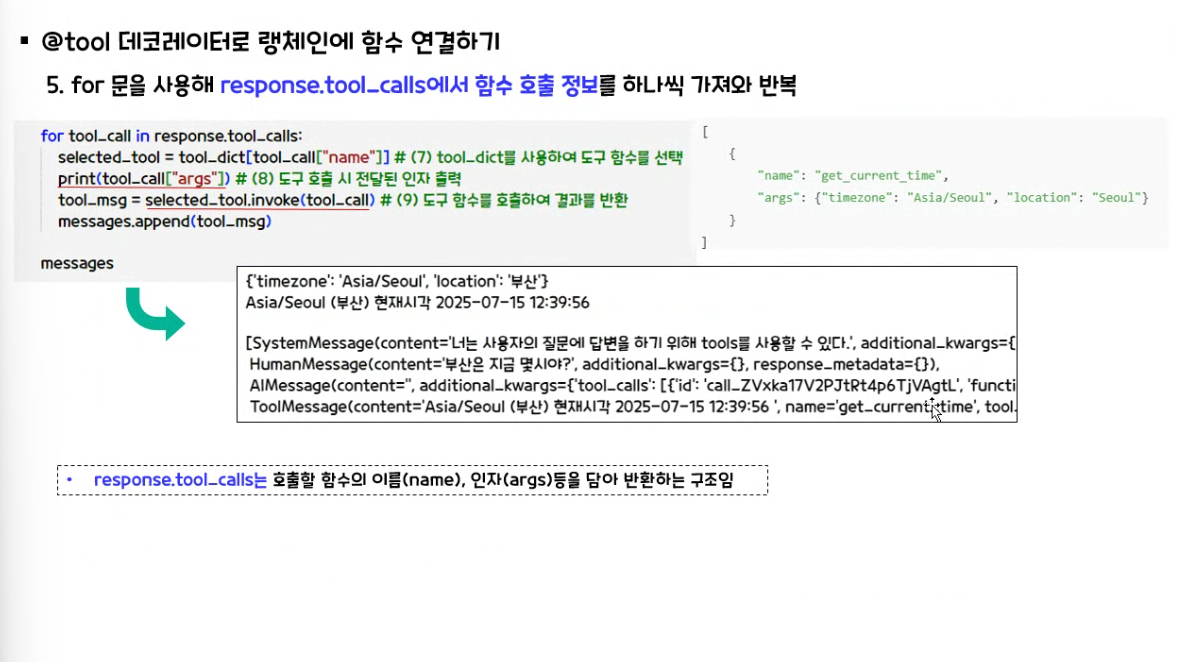 ▪ @tool 데코레이터로 랭체인에 함수 연결하기
5. for 문을 사용해 response.tool_calls에서 함수 호출 정보를 하나씩 가져와 반복
for tool_call in response.tool_calls:
selected_tool = tool_dict[tool_call["name"]] # (7) tool_dict를 사용하여 도구 함수를 선택
print(tool_call["args"]) # (8) 도구 호출 시 전달된 인자 출력
tool_msg = selected_tool.invoke(tool_call) # (9) 도구 함수를 호출하여 결과를 반환
messages.append(tool_msg)
messages
[
{
"name": "get_current_time",
"args": {"timezone": "Asia/Seoul", "location": "Seoul"}
}
]
{'timezone': 'Asia/Seoul', 'location': '부산'}
Asia/Seoul (부산) 현재시각 2025-07-15 12:39:56
[SystemMessage(content='너는 사용자의 질문에 답변을 하기 위해 tools를 사용할 수 있다.', additional_kwargs={
HumanMessage(content='부산은 지금 몇시야?', additional_kwargs={}, response_metadata={}),
AIMessage(content='', additional_kwargs={'tool_calls': [{'id': 'call_ZVxka17V2PJtRt4p6TjVAgtL', 'functi
ToolMessage(content='Asia/Seoul (부산) 현재시각 2025-07-15 12:39:56 ', name='get_current_time', tool.
• response.tool_calls는 호출할 함수의 이름(name), 인자(args)등을 담아 반환하는 구조임